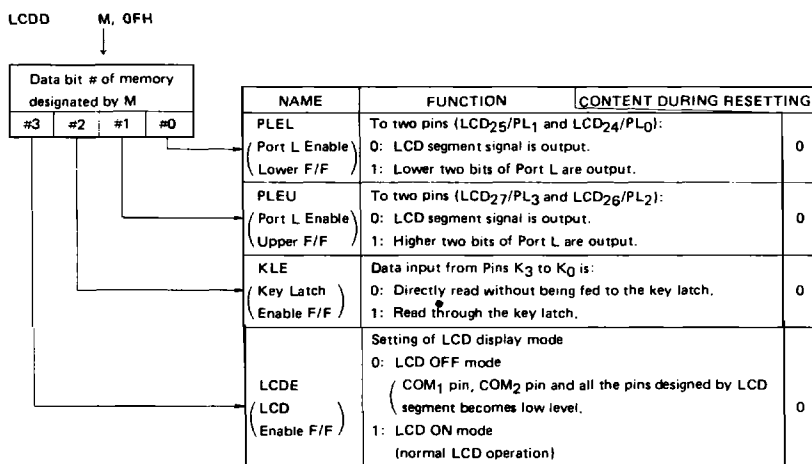 LCDD M, 0FH
Data bit # of memory
designated by M
#3 #2 #1 #0
NAME FUNCTION CONTENT DURING RESETTING
PLEL
(Port L Enable
Lower F/F)
To two pins (LCD25/PL1 and LCD24/PL0):
0: LCD segment signal is output.
1: Lower two bits of Port L are output.
0
PLEU
(Port L Enable
Upper F/F)
To two pins (LCD27/PL3 and LCD26/PL2):
0: LCD segment signal is output.
1: Higher two bits of Port L are output.
0
KLE
(Key Latch
Enable F/F)
Data input from Pins K3 to K0 is:
0: Directly read without being fed to the key latch.
1: Read through the key latch.
0
LCDE
(LCD
Enable F/F)
Setting of LCD display mode
0: LCD OFF mode
(COM1 pin, COM2 pin and all the pins designed by LCD
segment becomes low level.
1: LCD ON mode
(normal LCD operation)
0